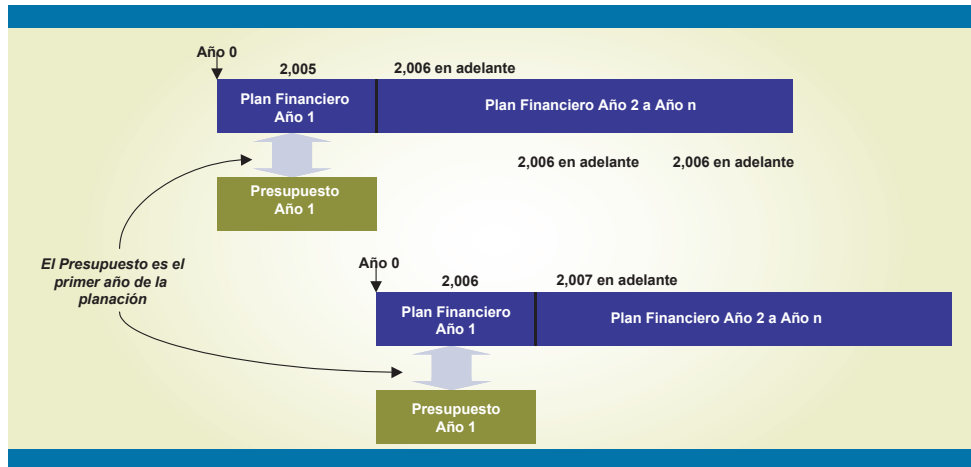 Año 0
2,005
2,006 en adelante
Plan Financiero
Año 1
Plan Financiero Año 2 a Año n
2,006 en adelante
2,006 en adelante
Presupuesto
Año 1
El Presupuesto es el
primer año de la
planación
Año 0
2,006
2,007 en adelante
Plan Financiero
Año 1
Plan Financiero Año 2 a Año n
Presupuesto
Año 1